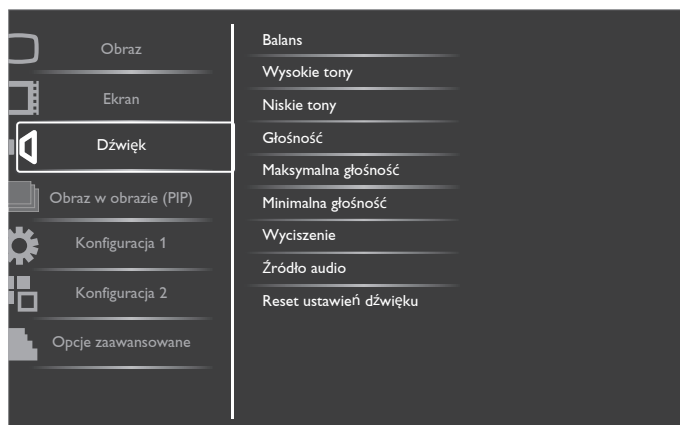 Obraz
Ekran
Dźwięk
Obraz w obrazie (PIP)
Konfiguracja 1
Konfiguracja 2
Opcje zaawansowane
Balans
Wysokie tony
Niskie tony
Głośność
Maksymalna głośność
Minimalna głośność
Wyciszenie
Źródło audio
Reset ustawień dźwięku